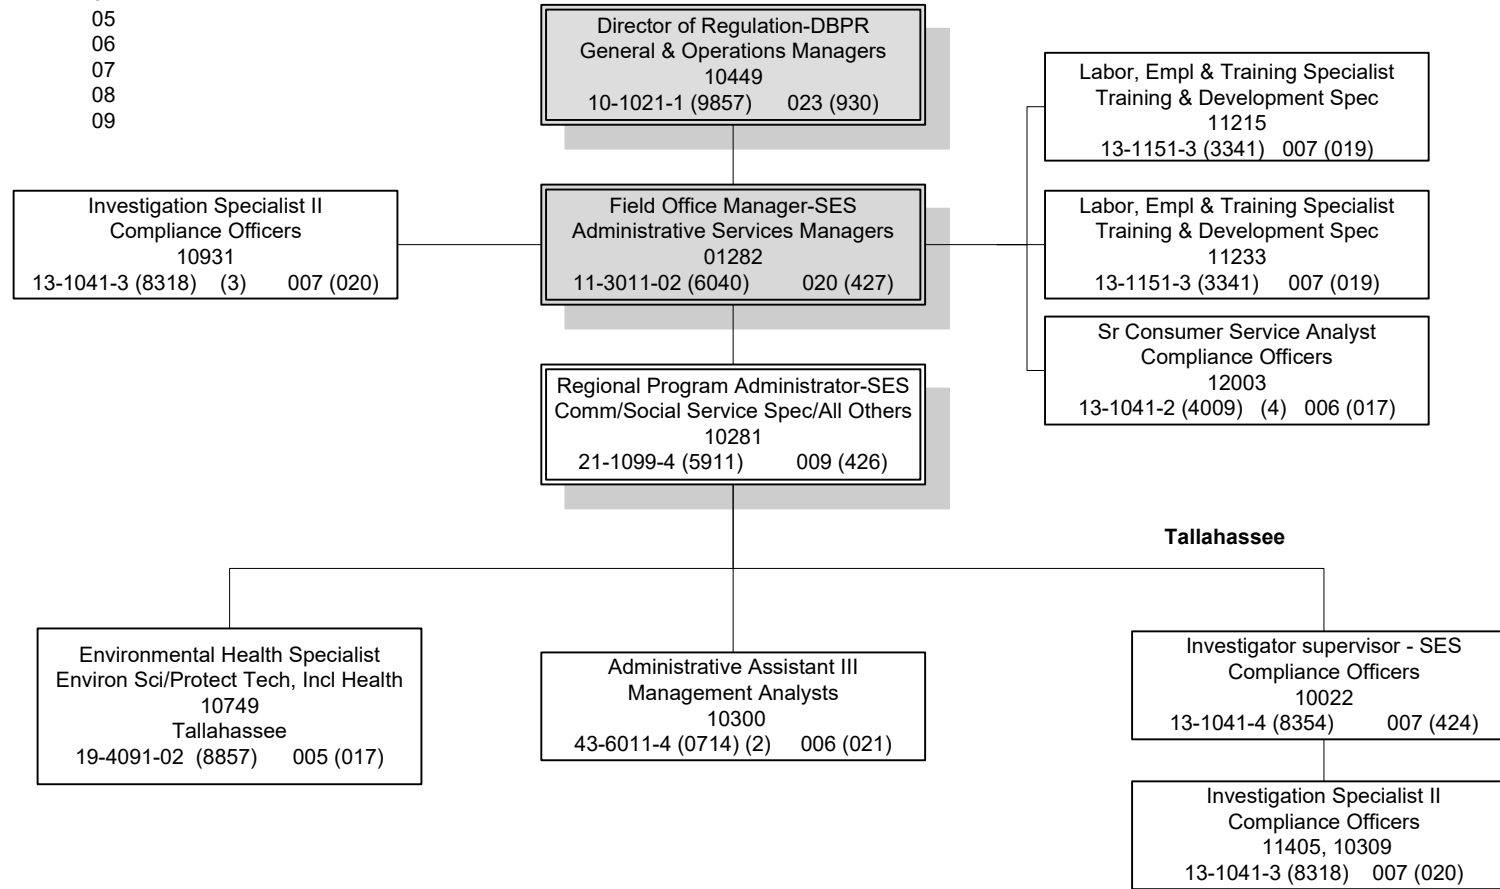 05
06
07
08
09
Director of Regulation-DBPR
General & Operations Managers
10449
10-1021-1 (9857) 023 (930)
Labor, Empl & Training Specialist
Training & Development Spec
11215
13-1151-3 (3341) 007 (019)
Investigation Specialist II
Compliance Officers
10931
13-1041-3 (8318) (3) 007 (020)
Field Office Manager-SES
Administrative Services Managers
01282
11-3011-02 (6040) 020 (427)
Labor, Empl & Training Specialist
Training & Development Spec
11233
13-1151-3 (3341) 007 (019)
Sr Consumer Service Analyst
Compliance Officers
12003
13-1041-2 (4009) (4) 006 (017)
Regional Program Administrator-SES
Comm/Social Service Spec/All Others
10281
21-1099-4 (5911) 009 (426)
Tallahassee
Environmental Health Specialist
Environ Sci/Protect Tech, Incl Health
10749
Tallahassee
19-4091-02 (8857) 005 (017)
Administrative Assistant III
Management Analysts
10300
43-6011-4 (0714) (2) 006 (021)
Investigator supervisor - SES
Compliance Officers
10022
13-1041-4 (8354) 007 (424)
Investigation Specialist II
Compliance Officers
11405, 10309
13-1041-3 (8318) 007 (020)